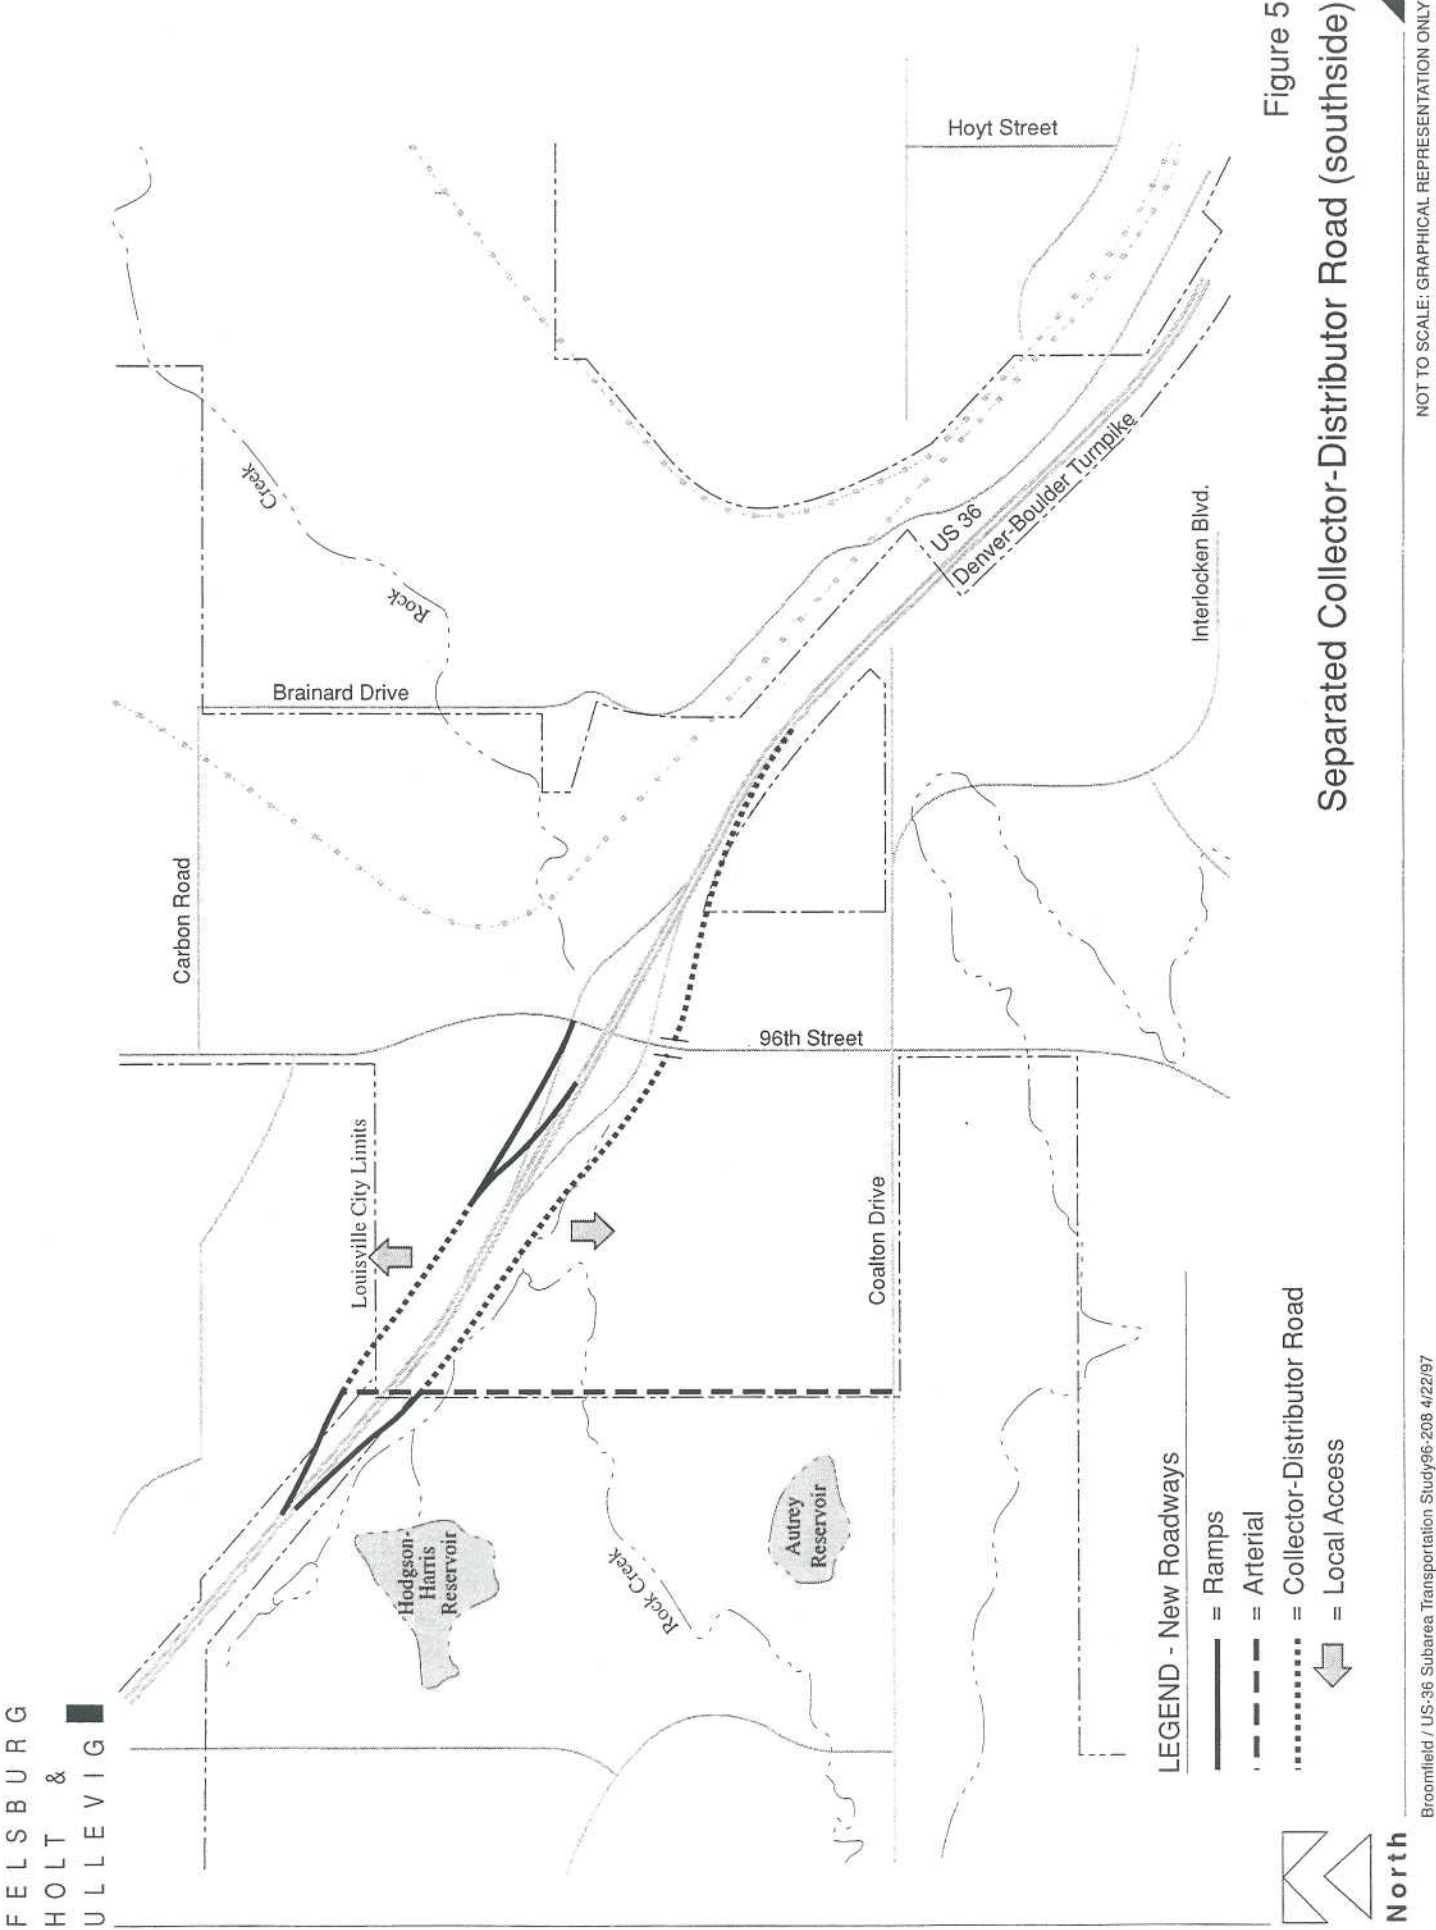 FELSBURG
HOLT &
ULLEVIG
Carbon Road
Brainard Drive
Creek
Rock
Hoyt Street
Louisville City Limits
96th Street
US 36
Denver-Boulder Turnpike
Hodgson-
Harris
Reservoir
Autrey
Reservoir
Rock Creek
Coalton Drive
Interlocken Blvd.
LEGEND - New Roadways
= Ramps
= Arterial
= Collector-Distributor Road
= Local Access
North
Figure 5
Separated Collector-Distributor Road (southside)
NOT TO SCALE: GRAPHICAL REPRESENTATION ONLY
Broomfield / US-36 Subarea Transportation Study96-208 4/22/97